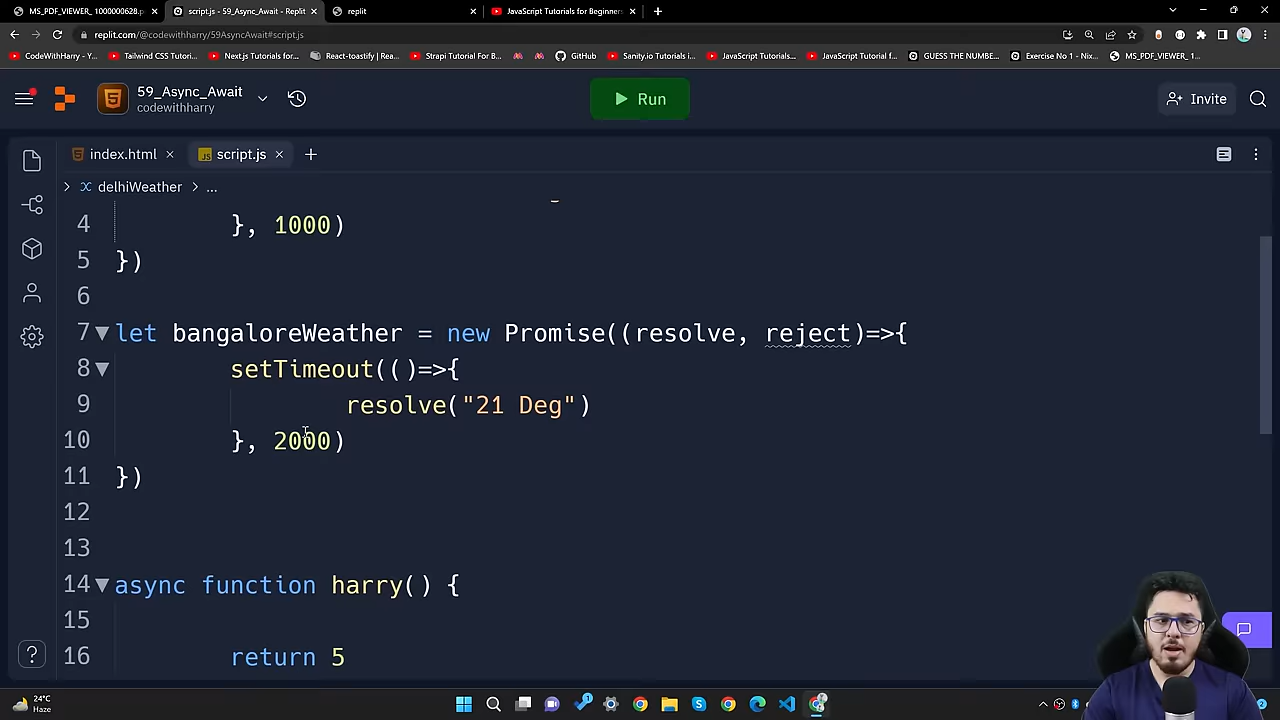 MS_PDF_VIEWER_1000000628.p
script.js - 59_Async_Await - Replit
replit
JavaScript Tutorials for Beginners
replit.com/@codewithharry/59AsyncAwait#script.js
CodeWithHarry - Y...
Tailwind CSS Tutori...
Next.js Tutorials for...
React-toastify | Rea...
Strapi Tutorial For B...
GitHub
Sanity.io Tutorials i...
JavaScript Tutorials...
JavaScript Tutorial f...
GUESS THE NUMBE...
Exercise No 1 - Nix...
MS_PDF_VIEWER_1...
59_Async_Await
codewithharry
Run
Invite
index.html
script.js
JS
delhiWeather > ...
4 }, 1000)
5 })
6
7 let bangaloreWeather = new Promise((resolve, reject)=>{
8 setTimeout(()=>{
9 resolve("21 Deg")
10 }, 2000)
11 })
12
13
14 async function harry() {
15
16 return 5
24°C
Haze